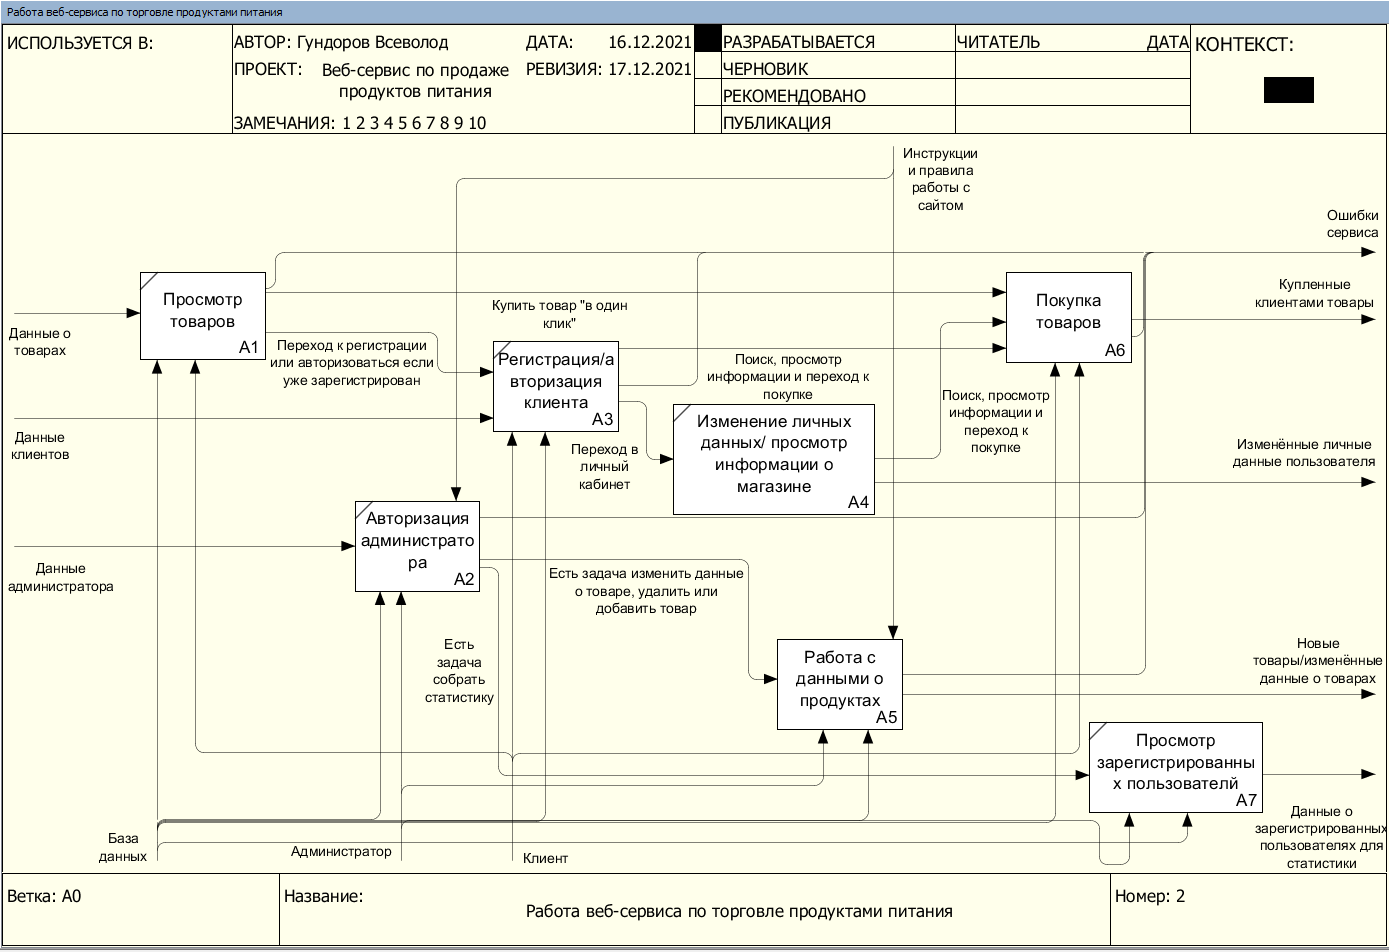 Работа веб-сервиса по торговле продуктами питания
ИСПОЛЬЗУЕТСЯ В:
АВТОР: Гундоров Всеволод
ДАТА: 16.12.2021
ПРОЕКТ: Веб-сервис по продаже
продуктов питания
РЕВИЗИЯ: 17.12.2021
ЗАМЕЧАНИЯ: 1 2 3 4 5 6 7 8 9 10
РАЗРАБАТЫВАЕТСЯ
ЧЕРНОВИК
РЕКОМЕНДОВАНО
ПУБЛИКАЦИЯ
ЧИТАТЕЛЬ
ДАТА
КОНТЕКСТ:
Инструкции
и правила
работы с
сайтом
Ошибки
сервиса
Просмотр
товаров
A1
Данные о
товарах
Купить товар "в один
клик"
Покупка
товаров
A6
Купленные
клиентами товары
Переход к регистрации
или авторизоваться если
уже зарегистрирован
Регистрация/а
вторизация
клиента
A3
Поиск, просмотр
информации и переход к
покупке
Поиск, просмотр
информации и
переход к
покупке
Данные
клиентов
Переход в
личный
кабинет
Изменение личных
данных/ просмотр
информации о
магазине
A4
Изменённые личные
данные пользователя
Авторизация
администрато
ра
A2
Данные
администратора
Есть задача изменить данные
о товаре, удалить или
добавить товар
Есть
задача
собрать
статистику
Работа с
данными о
продуктах
A5
Новые
товары/изменённые
данные о товарах
Просмотр
зарегистрированны
х пользователй
A7
Данные о
зарегистрированных
пользователях для
статистики
База
данных
Администратор
Клиент
Ветка: A0
Название:
Работа веб-сервиса по торговле продуктами питания
Номер: 2